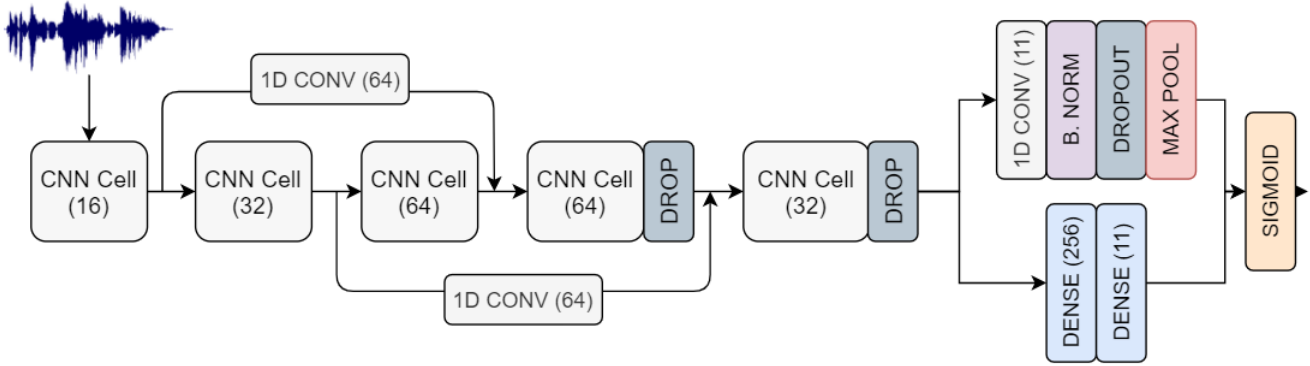 1D CONV (64)
CNN Cell
(16)
CNN Cell
(32)
CNN Cell
(64)
CNN Cell
(64)
DROP
CNN Cell
(32)
DROP
1D CONV (64)
1D CONV (11)
B. NORM
DROPOUT
MAX POOL
DENSE (256)
DENSE (11)
SIGMOID